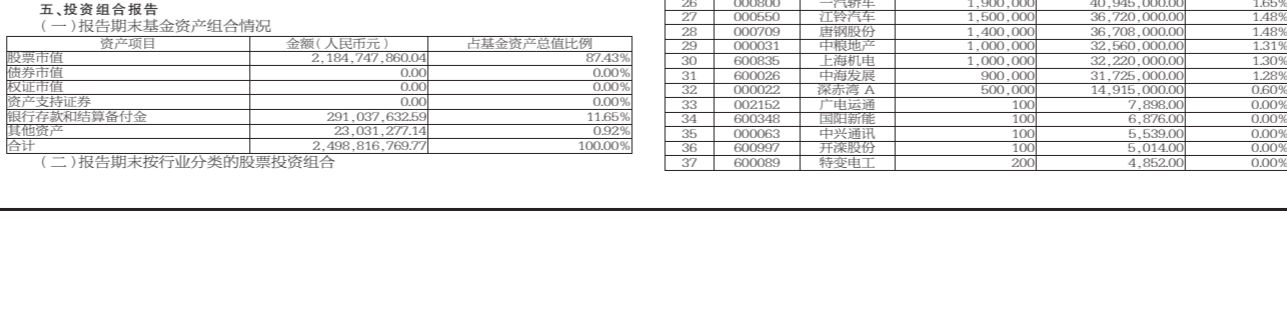 五、投资组合报告
（一）报告期末基金资产组合情况
资产项目 金额(人民币元) 占基金资产总值比例
股票市值 2,184,747,860.04 87.43%
债券市值 0.00 0.00%
权证市值 0.00 0.00%
资产支持证券 0.00 0.00%
银行存款和结算备付金 291,037,632.59 11.65%
其他资产 23,031,277.14 0.92%
合计 2,498,816,769.77 100.00%
（二）报告期末按行业分类的股票投资组合
26 000800 一汽轿车 1,900,000 40,945,000.00 1.65%
27 000550 江铃汽车 1,500,000 36,720,000.00 1.48%
28 000709 唐钢股份 1,400,000 36,708,000.00 1.48%
29 000031 中粮地产 1,000,000 32,560,000.00 1.31%
30 600835 上海机电 1,000,000 32,220,000.00 1.30%
31 600026 中海发展 900,000 31,725,000.00 1.28%
32 000022 深赤湾 A 500,000 14,915,000.00 0.60%
33 002152 广电运通 100 7,898.00 0.00%
34 600348 国阳新能 100 6,876.00 0.00%
35 000063 中兴通讯 100 5,539.00 0.00%
36 600997 开滦股份 100 5,014.00 0.00%
37 600089 特变电工 200 4,852.00 0.00%